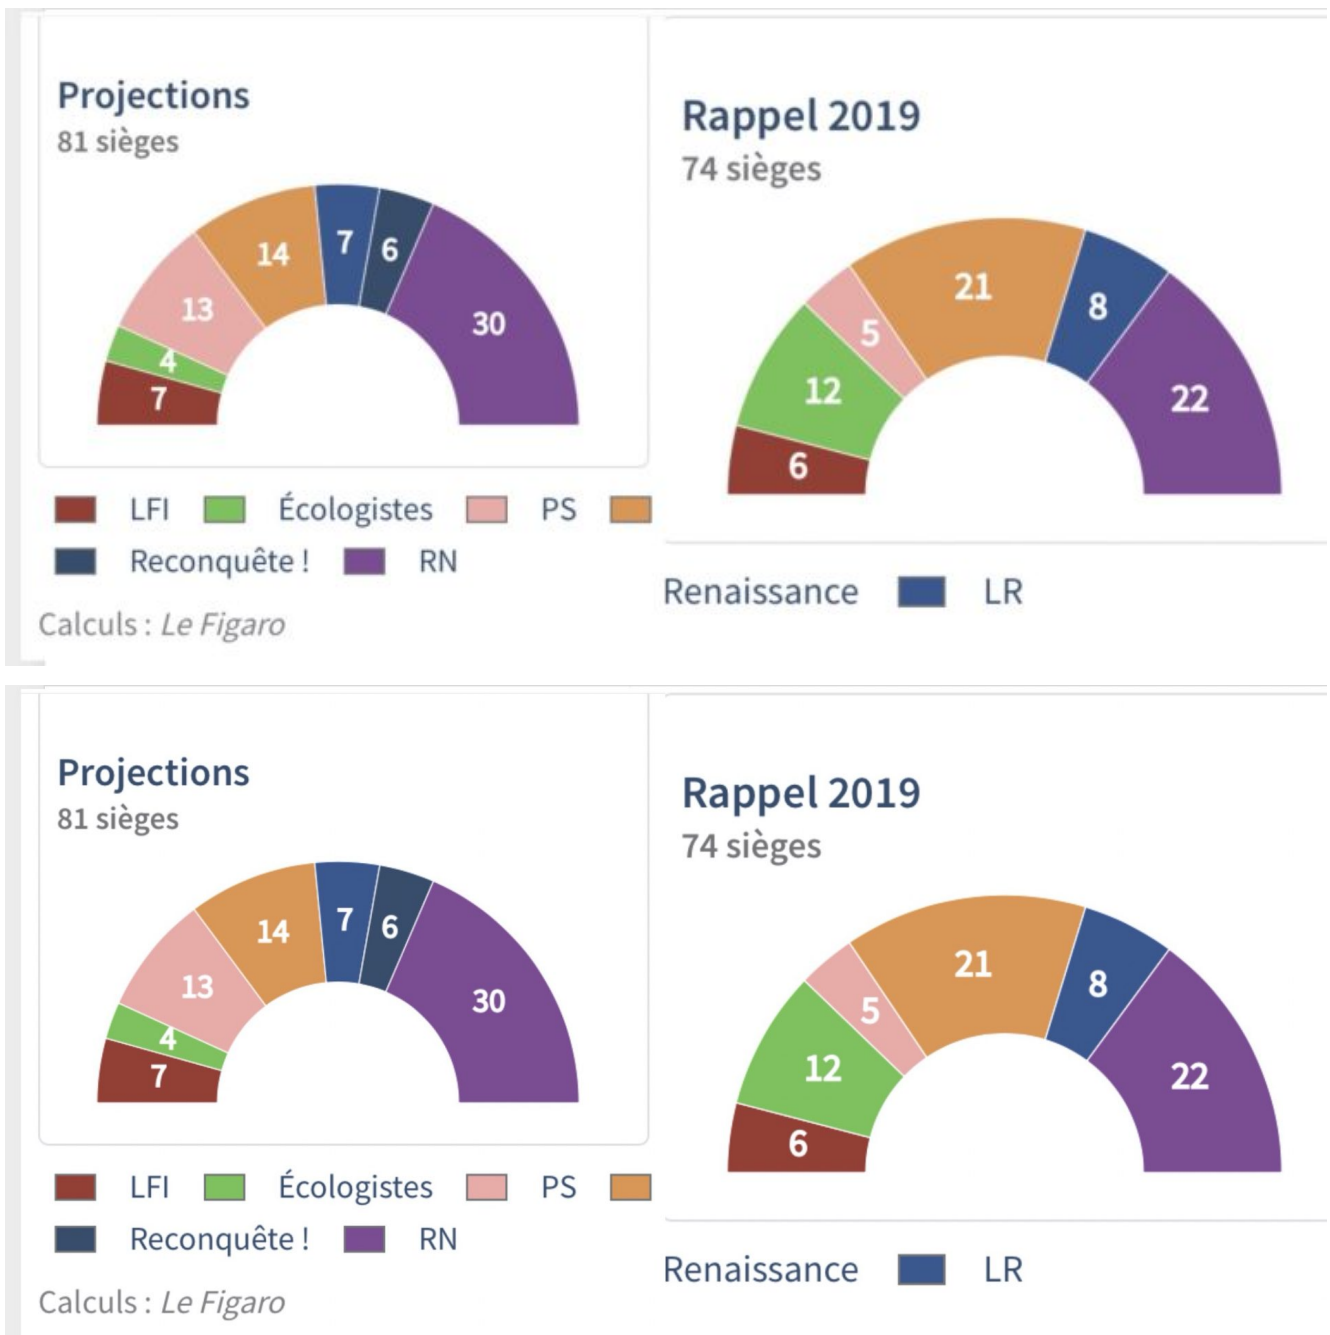 Projections
81 sièges
7
4
13
14
7
6
30
LFI Écologistes PS
Reconquête ! RN
Calculs : Le Figaro
Rappel 2019
74 sièges
6
12
5
21
8
22
Renaissance LR
Projections
81 sièges
7
4
13
14
7
6
30
LFI Écologistes PS
Reconquête ! RN
Calculs : Le Figaro
Rappel 2019
74 sièges
6
12
5
21
8
22
Renaissance LR